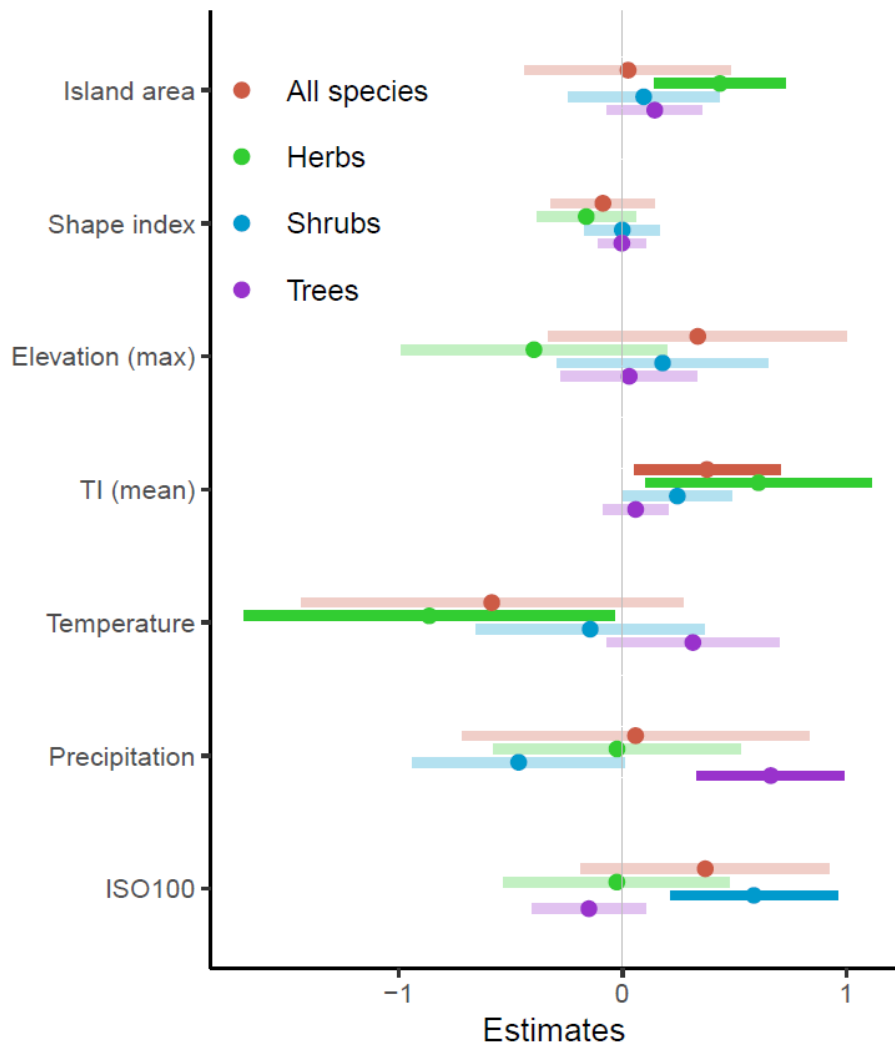 Island area
All species
Herbs
Shape index
Shrubs
Trees
Elevation (max)
TI (mean)
Temperature
Precipitation
ISO100
−1 0 1
Estimates